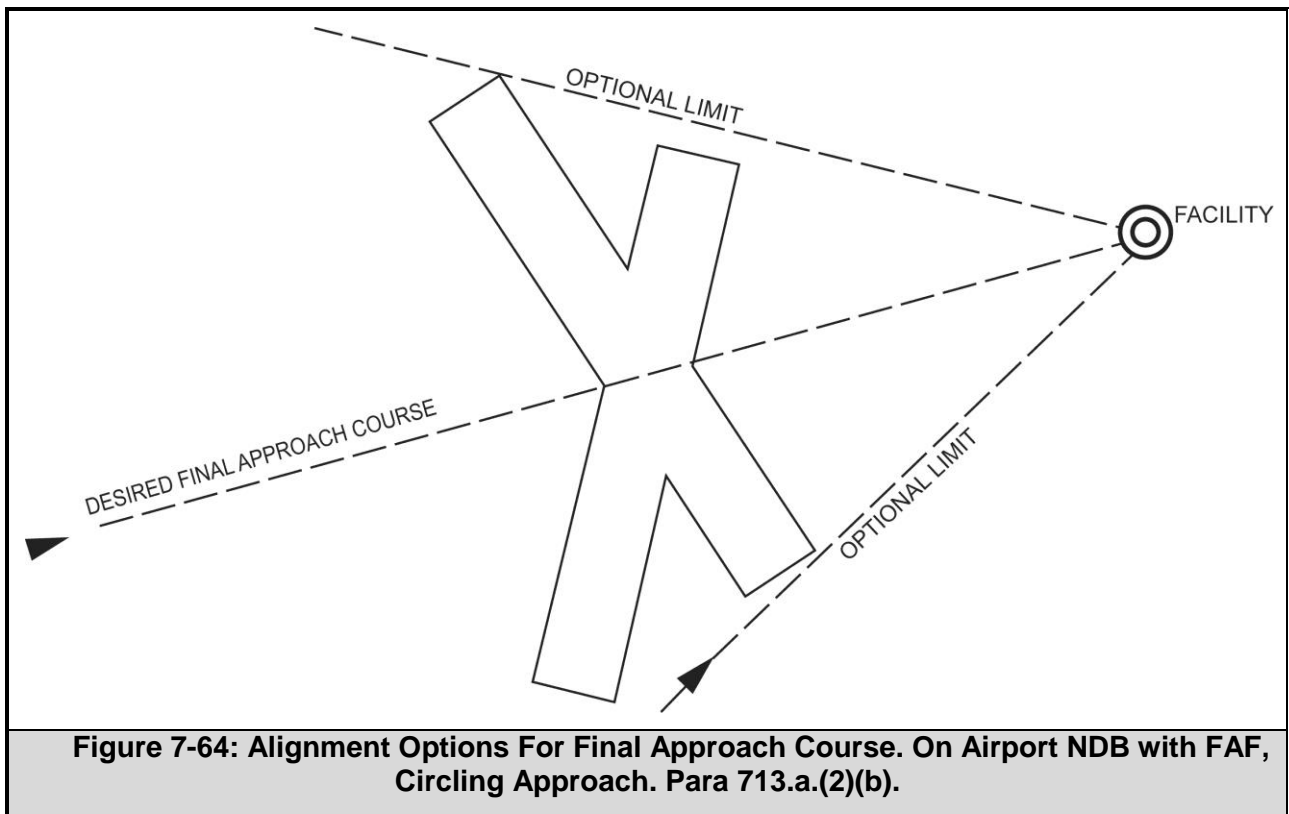 OPTIONAL LIMIT
FACILITY
DESIRED FINAL APPROACH COURSE
OPTIONAL LIMIT
Figure 7-64: Alignment Options For Final Approach Course. On Airport NDB with FAF,
Circling Approach. Para 713.a.(2)(b).